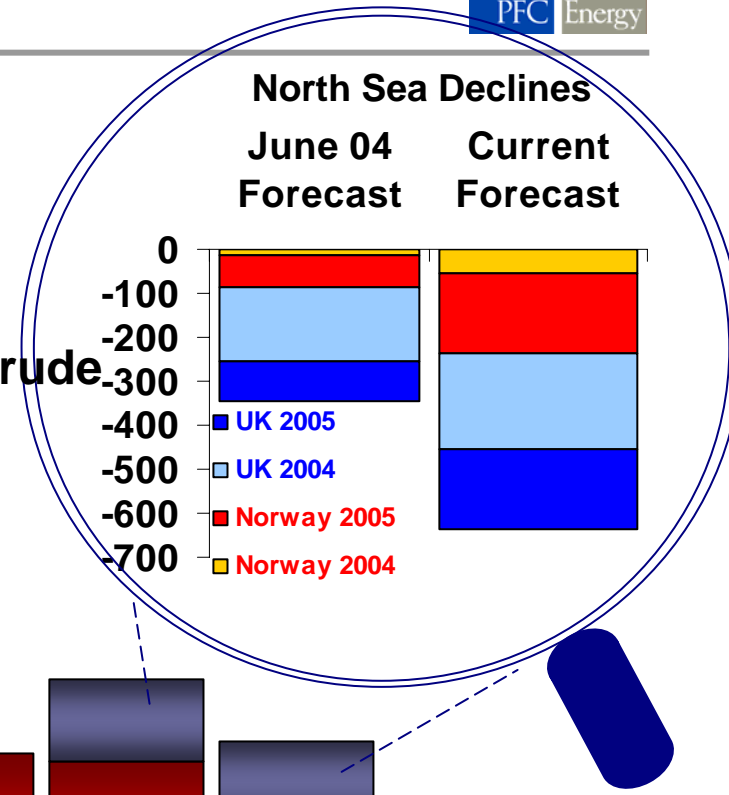 PFC Energy
North Sea Declines
June 04 Current
Forecast Forecast
0
-100
-200
-300
-400
-500
-600
-700
rude
UK 2005
UK 2004
Norway 2005
Norway 2004